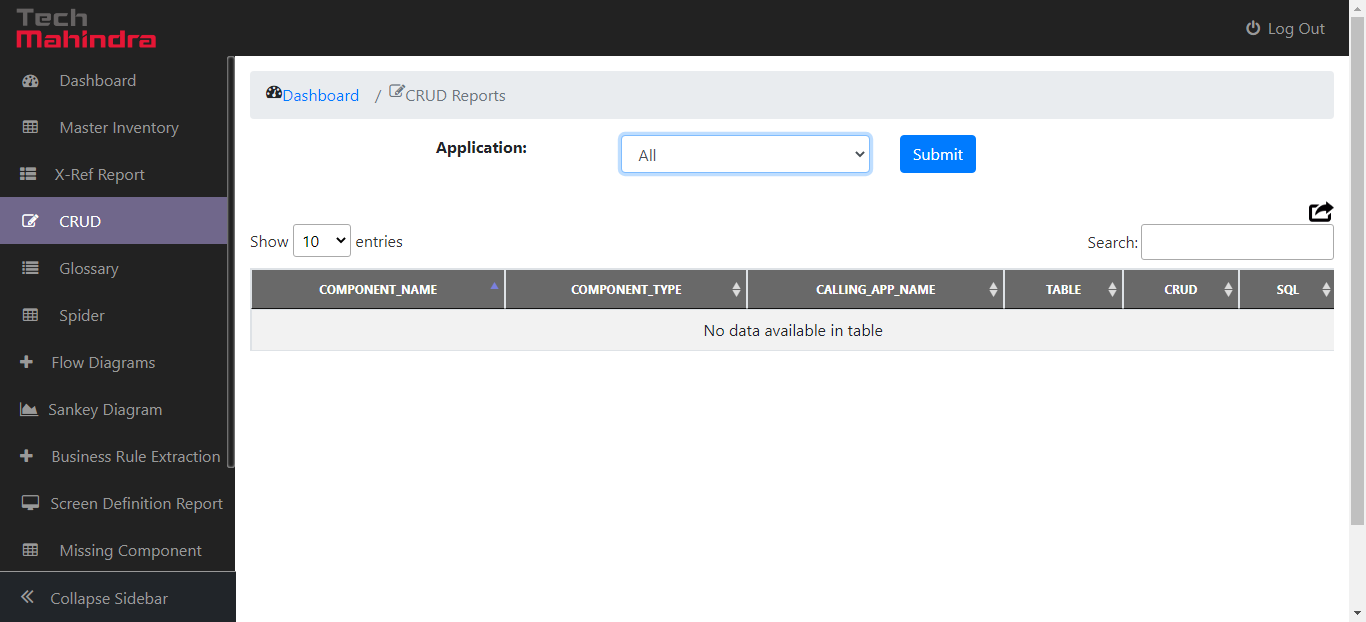 Tech
Mahindra
Log Out
Dashboard
Master Inventory
X-Ref Report
CRUD
Glossary
Spider
Flow Diagrams
Sankey Diagram
Business Rule Extraction
Screen Definition Report
Missing Component
Collapse Sidebar
Dashboard / CRUD Reports
Application: All Submit
Show 10 entries Search:
COMPONENT_NAME COMPONENT_TYPE CALLING_APP_NAME TABLE CRUD SQL
No data available in table